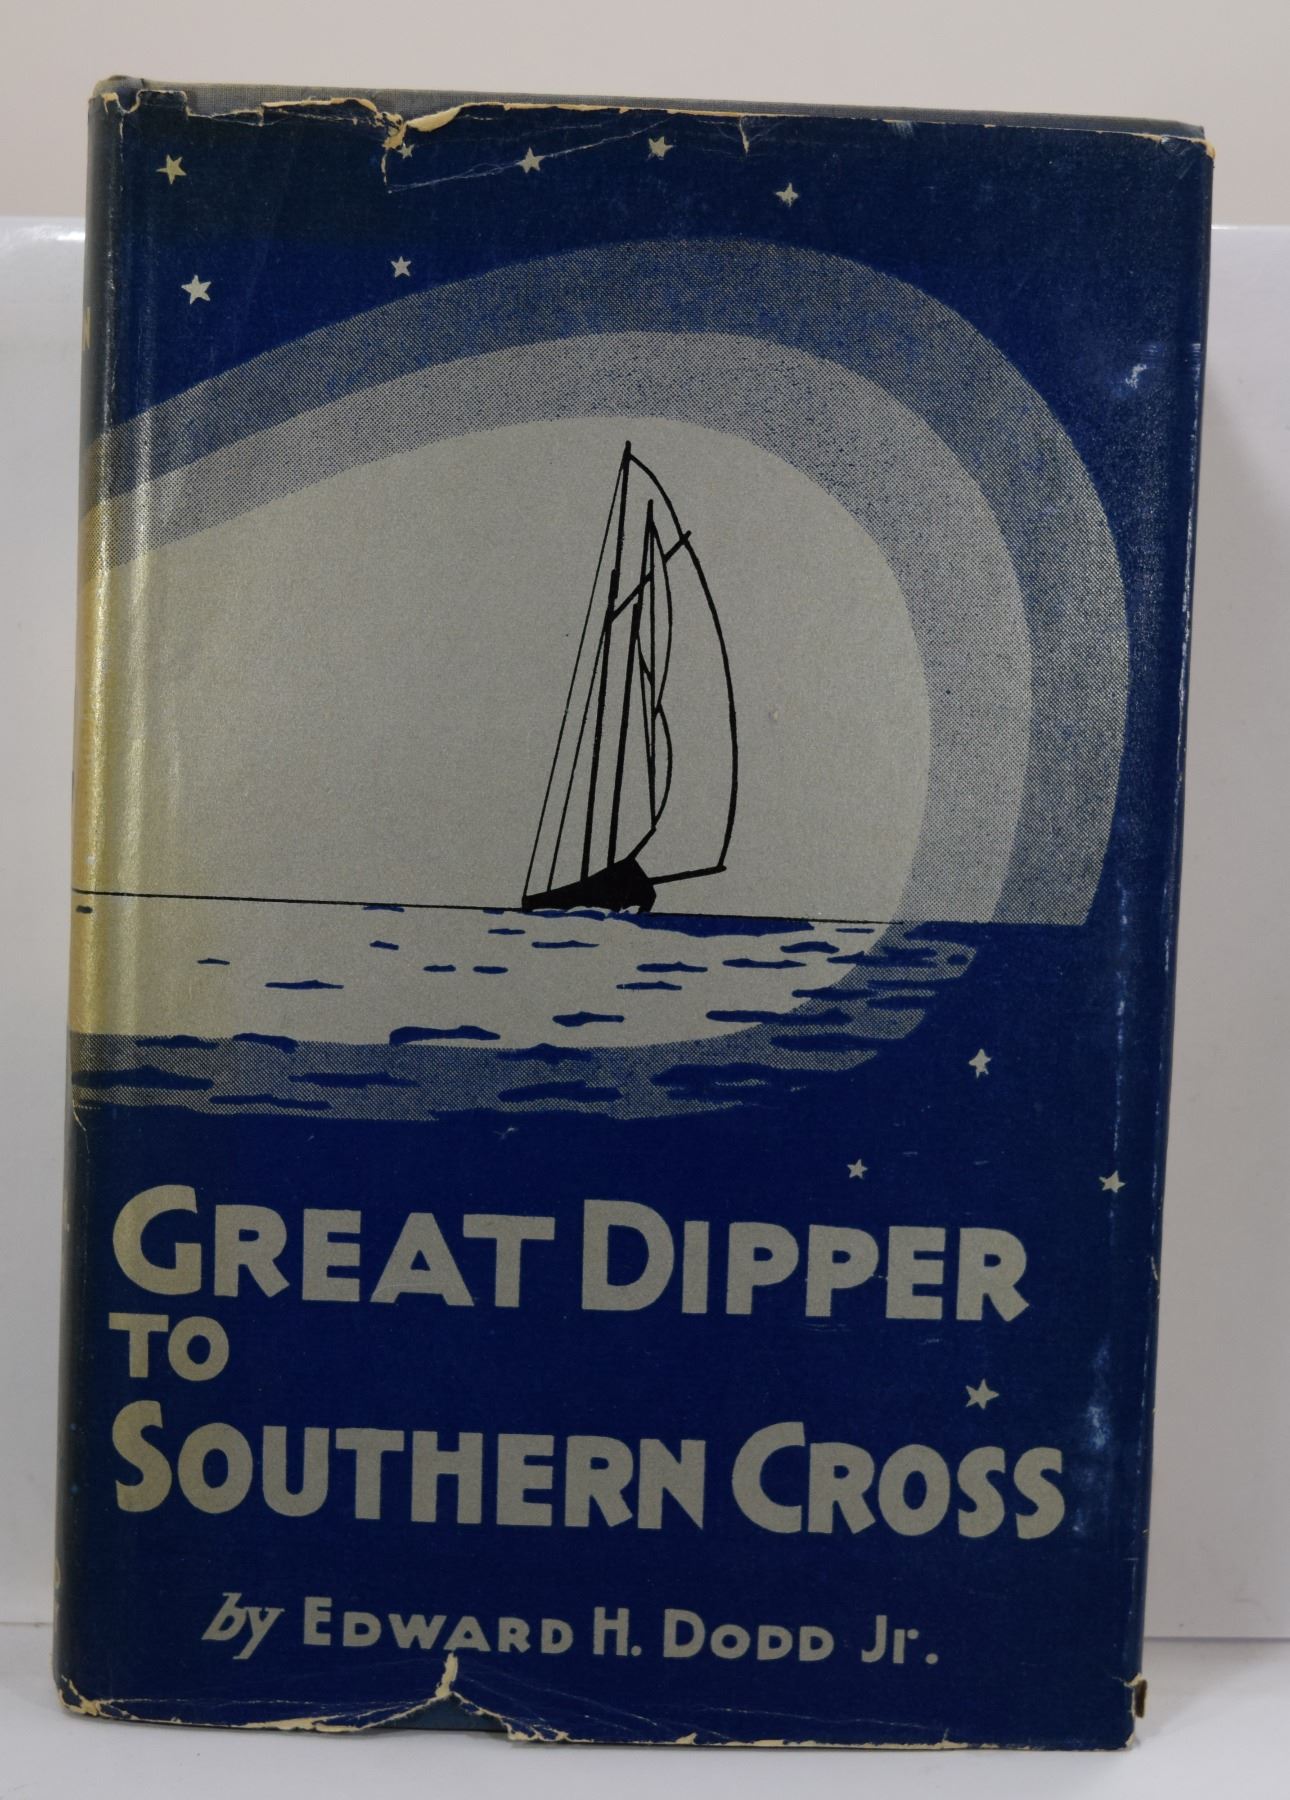 GREAT DIPPER
TO
SOUTHERN CROSS
by EDWARD H. DODD Jr.